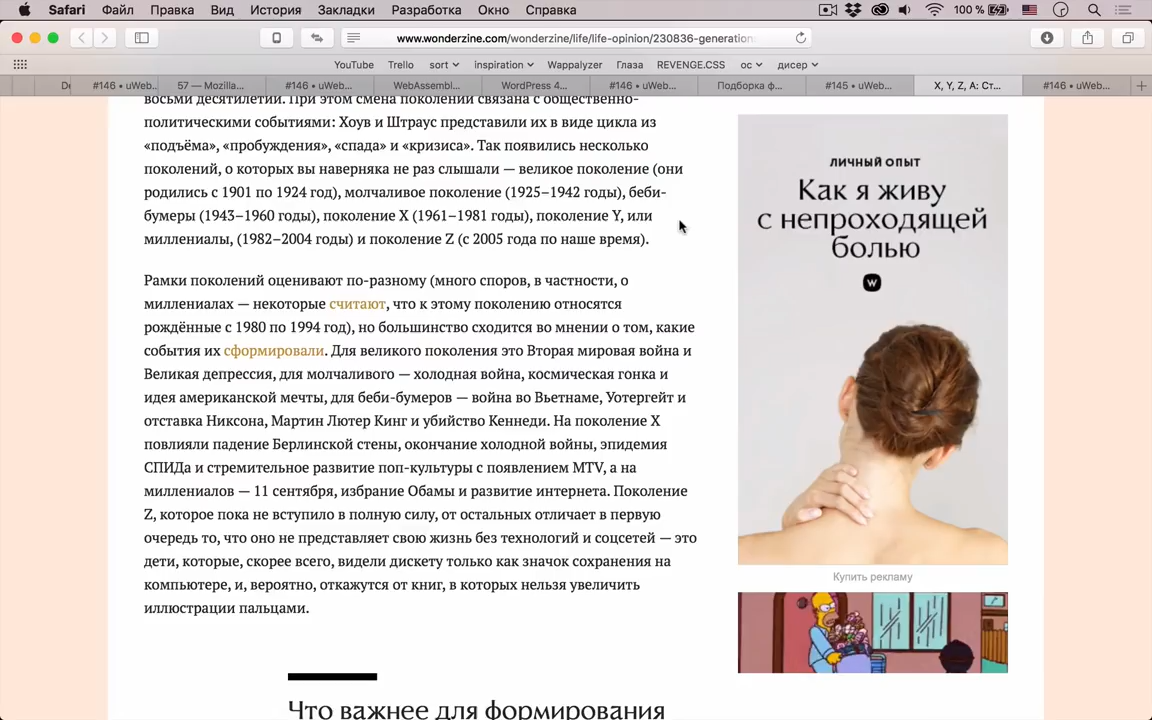 Safari Файл Правка Вид История Закладки Разработка Окно Справка 100 %
www.wonderzine.com/wonderzine/life/life-opinion/230836-generation
YouTube Trello sort inspiration Wappalyzer Глаза REVENGE.CSS ос дисер
De #146 • uWeb... 57 — Mozilla... #146 • uWeb... WebAssembl... WordPress 4... #146 • uWeb... Подборка ф... #145 • uWeb... X, Y, Z, A: Ст... #146 • uWeb...
восьми десятилетий. При этом смена поколений связана с общественно-
политическими событиями: Хоув и Штраус представили их в виде цикла из
«подъёма», «пробуждения», «спада» и «кризиса». Так появились несколько
поколений, о которых вы наверняка не раз слышали — великое поколение (они
родились с 1901 по 1924 год), молчаливое поколение (1925–1942 годы), беби-
бумеры (1943–1960 годы), поколение X (1961–1981 годы), поколение Y, или
миллениалы, (1982–2004 годы) и поколение Z (с 2005 года по наше время).
Рамки поколений оценивают по-разному (много споров, в частности, о
миллениалах — некоторые считают, что к этому поколению относятся
рождённые с 1980 по 1994 год), но большинство сходится во мнении о том, какие
события их сформировали. Для великого поколения это Вторая мировая война и
Великая депрессия, для молчаливого — холодная война, космическая гонка и
идея американской мечты, для беби-бумеров — война во Вьетнаме, Уотергейт и
отставка Никсона, Мартин Лютер Кинг и убийство Кеннеди. На поколение X
повлияли падение Берлинской стены, окончание холодной войны, эпидемия
СПИДа и стремительное развитие поп-культуры с появлением MTV, а на
миллениалов — 11 сентября, избрание Обамы и развитие интернета. Поколение
Z, которое пока не вступило в полную силу, от остальных отличает в первую
очередь то, что оно не представляет свою жизнь без технологий и соцсетей — это
дети, которые, скорее всего, видели дискету только как значок сохранения на
компьютере, и, вероятно, откажутся от книг, в которых нельзя увеличить
иллюстрации пальцами.
Что важнее для формирования
ЛИЧНЫЙ ОПЫТ
Как я живу
с непроходящей
болью
w
Купить рекламу